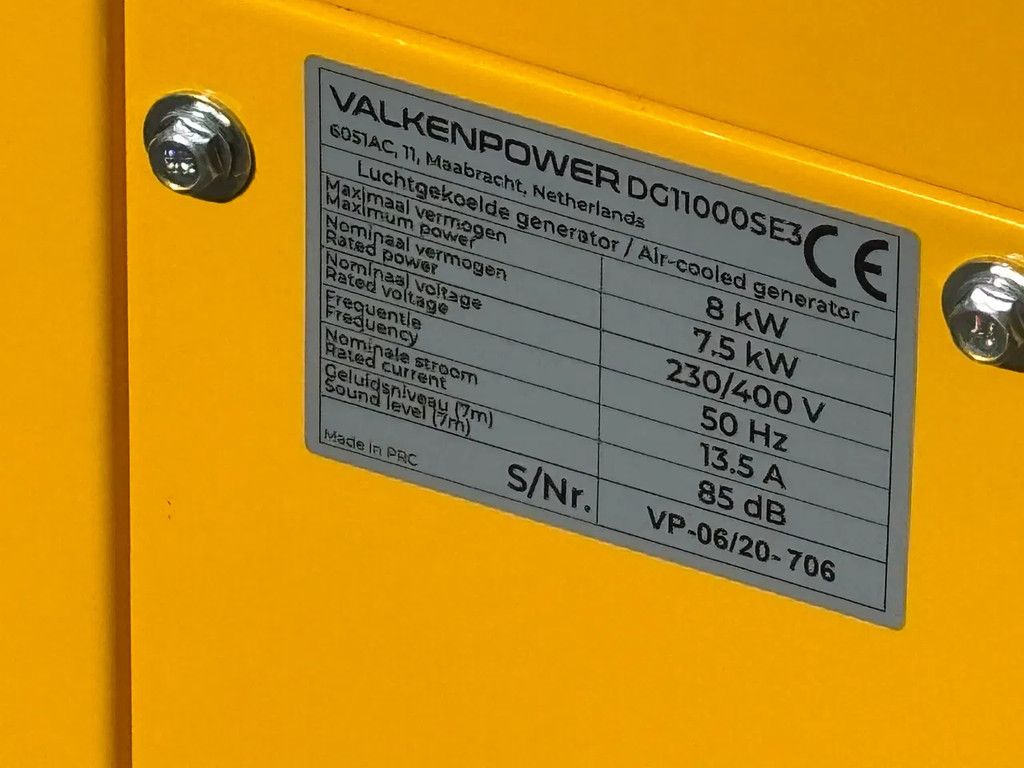 VALKENPOWER DG11000SE3 CE
6051AC, 11, Maabracht, Netherlands
Luchtgekoelde generator / Air-cooled generator
Maximaal vermogen
Maximum power
8 kW
Nominaal vermogen
Rated power
7.5 kW
Nominaal voltage
Rated voltage
230/400 V
Frequentie
Frequency
50 Hz
Nominale stroom
Rated current
13.5 A
Geluidsniveau (7m)
Sound level (7m)
85 dB
Made in PRC
S/Nr.
VP-06/20-706